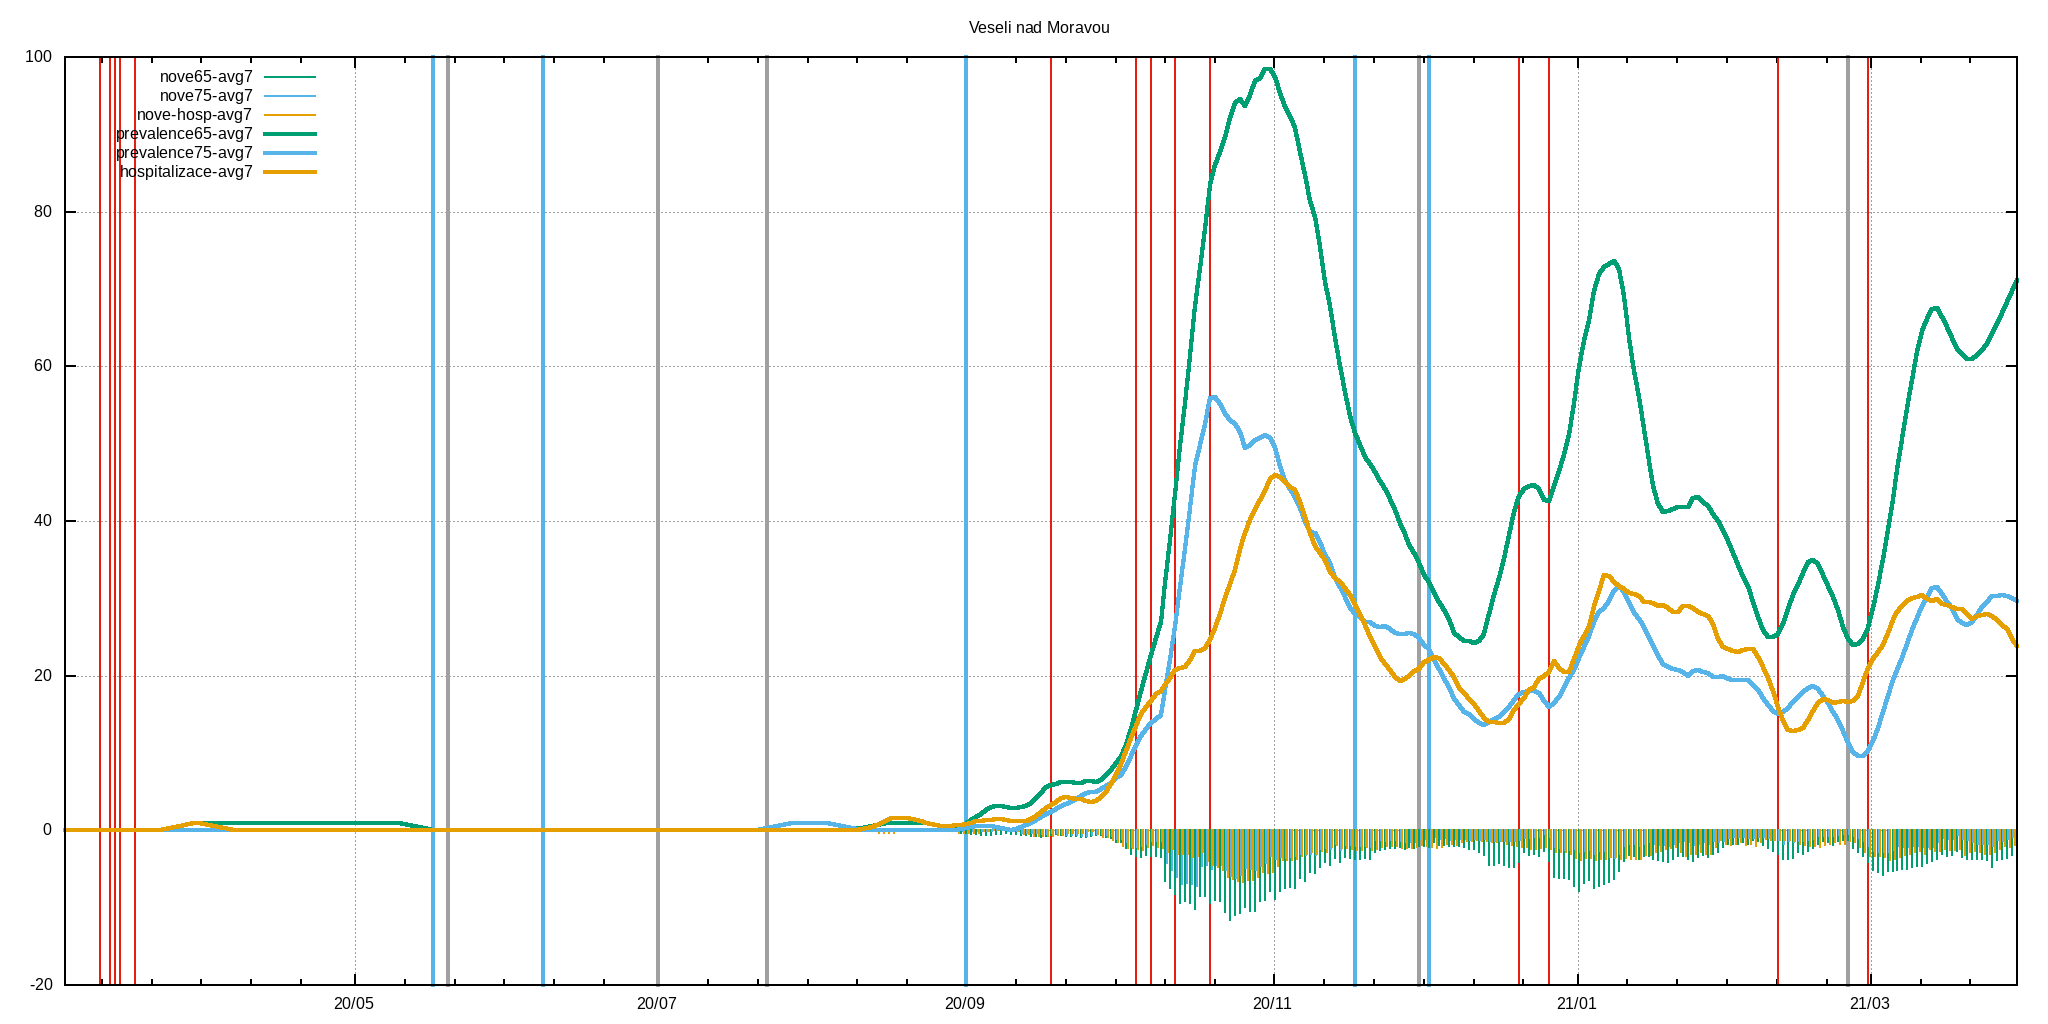 Veseli nad Moravou
100
80
60
40
20
0
-20
nove65-avg7
nove75-avg7
nove-hosp-avg7
prevalence65-avg7
prevalence75-avg7
hospitalizace-avg7
20/05
20/07
20/09
20/11
21/01
21/03